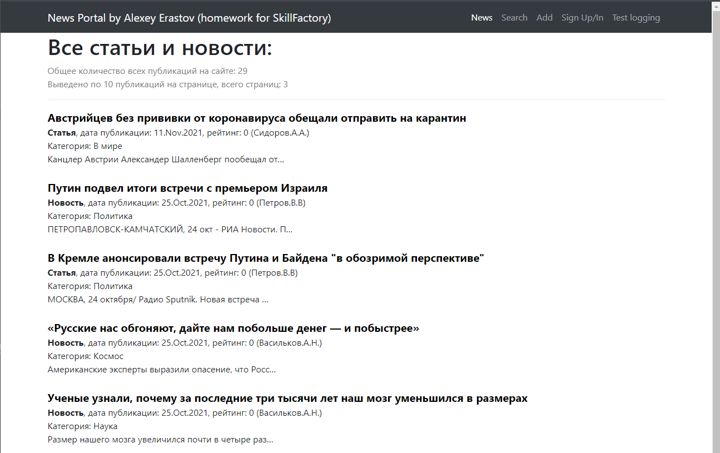 News Portal by Alexey Erastov (homework for SkillFactory) News Search Add Sign Up/In Test logging
Все статьи и новости:
Общее количество всех публикаций на сайте: 29
Выведено по 10 публикаций на странице, всего страниц: 3
Австрийцев без прививки от коронавируса обещали отправить на карантин
Статья, дата публикации: 11.Nov.2021, рейтинг: 0 (Сидоров.А.А.)
Категория: В мире
Канцлер Австрии Александр Шалленберг пообещал от...
Путин подвел итоги встречи с премьером Израиля
Новость, дата публикации: 25.Oct.2021, рейтинг: 0 (Петров.В.В)
Категория: Политика
ПЕТРОПАВЛОВСК-КАМЧАТСКИЙ, 24 окт - РИА Новости. П...
В Кремле анонсировали встречу Путина и Байдена "в обозримой перспективе"
Статья, дата публикации: 25.Oct.2021, рейтинг: 0 (Петров.В.В)
Категория: Политика
МОСКВА, 24 октября/ Радио Sputnik. Новая встреча ...
«Русские нас обгоняют, дайте нам побольше денег — и побыстрее»
Новость, дата публикации: 25.Oct.2021, рейтинг: 0 (Васильков.А.Н.)
Категория: Космос
Американские эксперты выразили опасение, что Росс...
Ученые узнали, почему за последние три тысячи лет наш мозг уменьшился в размерах
Новость, дата публикации: 25.Oct.2021, рейтинг: 0 (Васильков.А.Н.)
Категория: Наука
Размер нашего мозга увеличился почти в четыре раз...